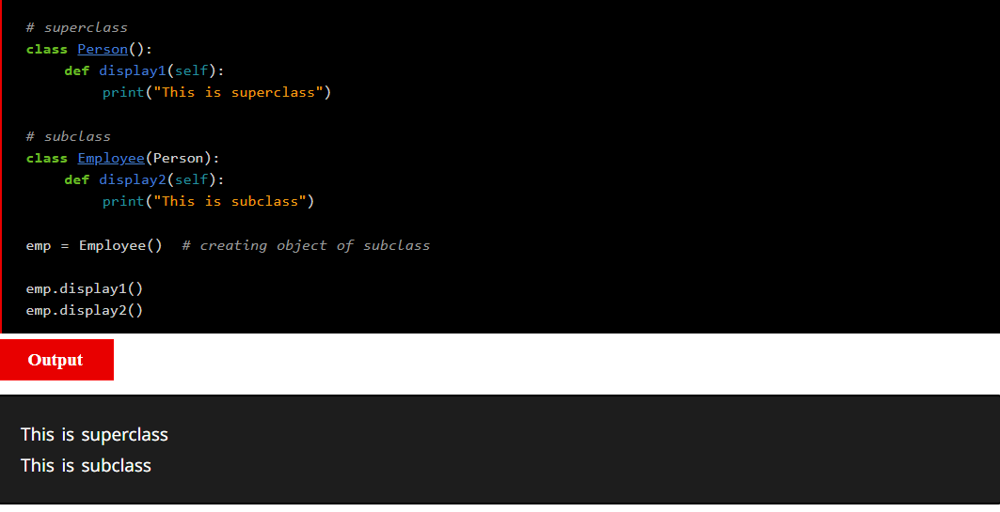 # superclass
class Person():
    def display1(self):
        print("This is superclass")
# subclass
class Employee(Person):
    def display2(self):
        print("This is subclass")
emp = Employee()  # creating object of subclass
emp.display1()
emp.display2()
Output
This is superclass
This is subclass